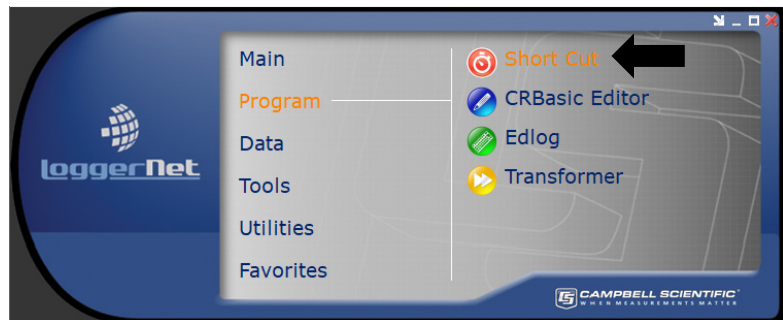 LoggerNet
Main
Program
Data
Tools
Utilities
Favorites
Short Cut
CRBasic Editor
Edlog
Transformer
CAMPBELL SCIENTIFIC
WHEN MEASUREMENTS MATTER